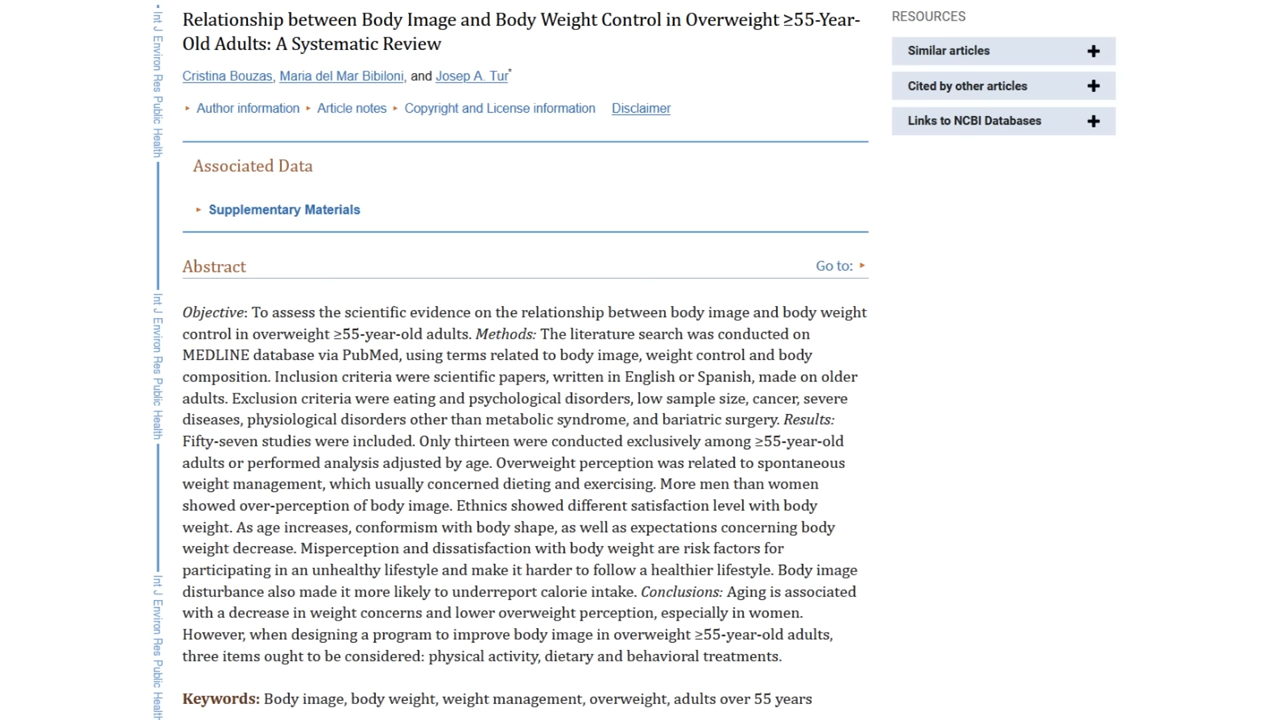 Relationship between Body Image and Body Weight Control in Overweight ≥55-Year-
Old Adults: A Systematic Review
Cristina Bouzas, Maria del Mar Bibiloni, and Josep A. Tur*
▸ Author information ▸ Article notes ▸ Copyright and License information Disclaimer
Associated Data
▸ Supplementary Materials
Abstract
Go to: ▸
Objective: To assess the scientific evidence on the relationship between body image and body weight
control in overweight ≥55-year-old adults. Methods: The literature search was conducted on
MEDLINE database via PubMed, using terms related to body image, weight control and body
composition. Inclusion criteria were scientific papers, written in English or Spanish, made on older
adults. Exclusion criteria were eating and psychological disorders, low sample size, cancer, severe
diseases, physiological disorders other than metabolic syndrome, and bariatric surgery. Results:
Fifty-seven studies were included. Only thirteen were conducted exclusively among ≥55-year-old
adults or performed analysis adjusted by age. Overweight perception was related to spontaneous
weight management, which usually concerned dieting and exercising. More men than women
showed over-perception of body image. Ethnics showed different satisfaction level with body
weight. As age increases, conformism with body shape, as well as expectations concerning body
weight decrease. Misperception and dissatisfaction with body weight are risk factors for
participating in an unhealthy lifestyle and make it harder to follow a healthier lifestyle. Body image
disturbance also made it more likely to underreport calorie intake. Conclusions: Aging is associated
with a decrease in weight concerns and lower overweight perception, especially in women.
However, when designing a program to improve body image in overweight ≥55-year-old adults,
three items ought to be considered: physical activity, dietary and behavioral treatments.
Keywords: Body image, body weight, weight management, overweight, adults over 55 years
RESOURCES
Similar articles +
Cited by other articles +
Links to NCBI Databases +
• Int J Environ Res Public Health
Int J Environ Res Public Health
Int J Environ Res Public Health